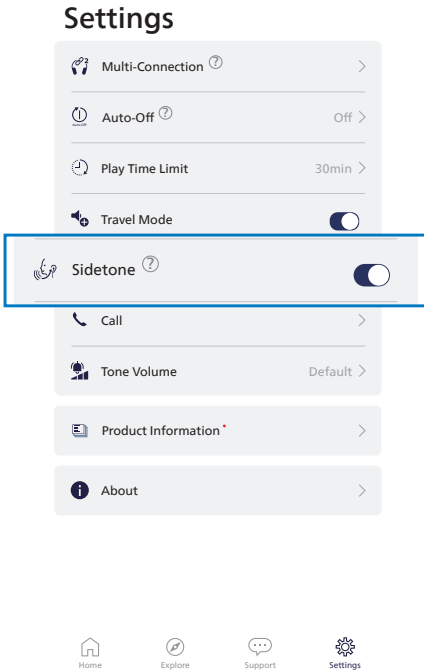 Settings
Multi-Connection ?
Auto-Off ? Off
Play Time Limit 30min
Travel Mode
Sidetone ?
Call
Tone Volume Default
Product Information
About
Home Explore Support Settings